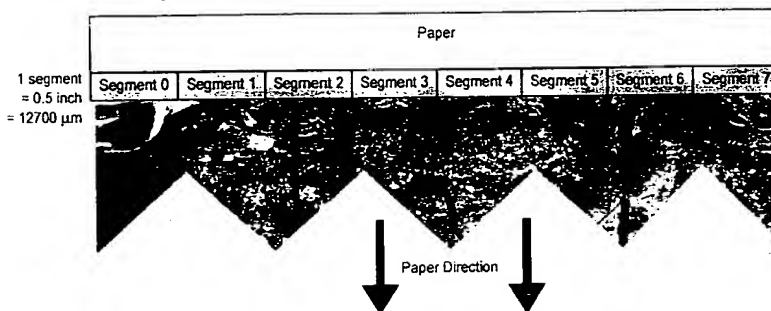 Paper
1 segment
= 0.5 inch
= 12700 µm
Segment 0 Segment 1 Segment 2 Segment 3 Segment 4 Segment 5 Segment 6 Segment 7
Paper Direction